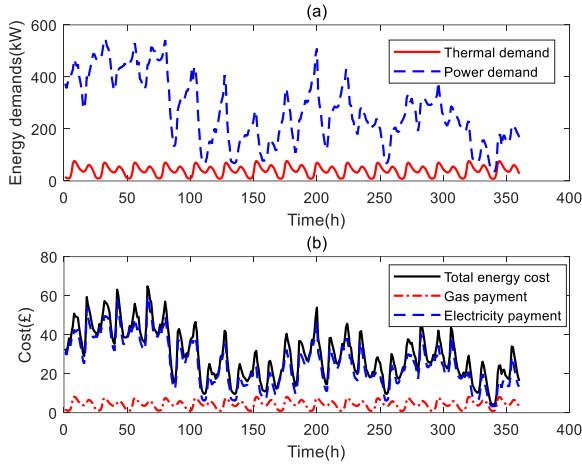 (a)
600
400
200
0
Energy demands(kW)
Thermal demand
Power demand
0 50 100 150 200 250 300 350 400
Time(h)
(b)
80
60
40
20
0
Cost(£)
Total energy cost
Gas payment
Electricity payment
0 50 100 150 200 250 300 350 400
Time(h)